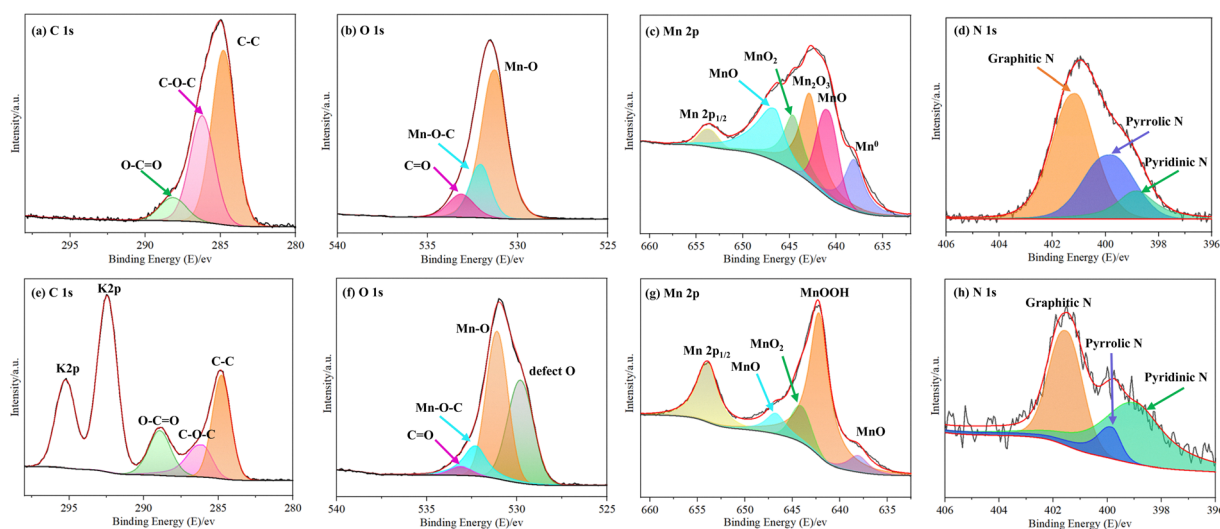 (a) C 1s
C-C
C-O-C
O-C=O
Intensity/a.u.
295
290
285
280
Binding Energy (E)/ev
(b) O 1s
Mn-O
Mn-O-C
C=O
Intensity/a.u.
540
535
530
525
Binding Energy (E)/ev
(c) Mn 2p
MnO₂
MnO
Mn₂O₃
MnO
Mn 2p₁/₂
Mn⁰
Intensity/a.u.
660
655
650
645
640
635
Binding Energy (E)/ev
(d) N 1s
Graphitic N
Pyrrolic N
Pyridinic N
Intensity/a.u.
406
404
402
400
398
396
Binding Energy (E)/ev
(e) C 1s
K2p
K2p
C-C
O-C=O
C-O-C
Intensity/a.u.
295
290
285
280
Binding Energy (E)/ev
(f) O 1s
Mn-O
defect O
Mn-O-C
C=O
Intensity/a.u.
540
535
530
525
Binding Energy (E)/ev
(g) Mn 2p
MnOOH
MnO₂
Mn 2p₁/₂
MnO
MnO
Intensity/a.u.
660
655
650
645
640
635
Binding Energy (E)/ev
(h) N 1s
Graphitic N
Pyrrolic N
Pyridinic N
Intensity/a.u.
406
404
402
400
398
396
Binding Energy (E)/ev